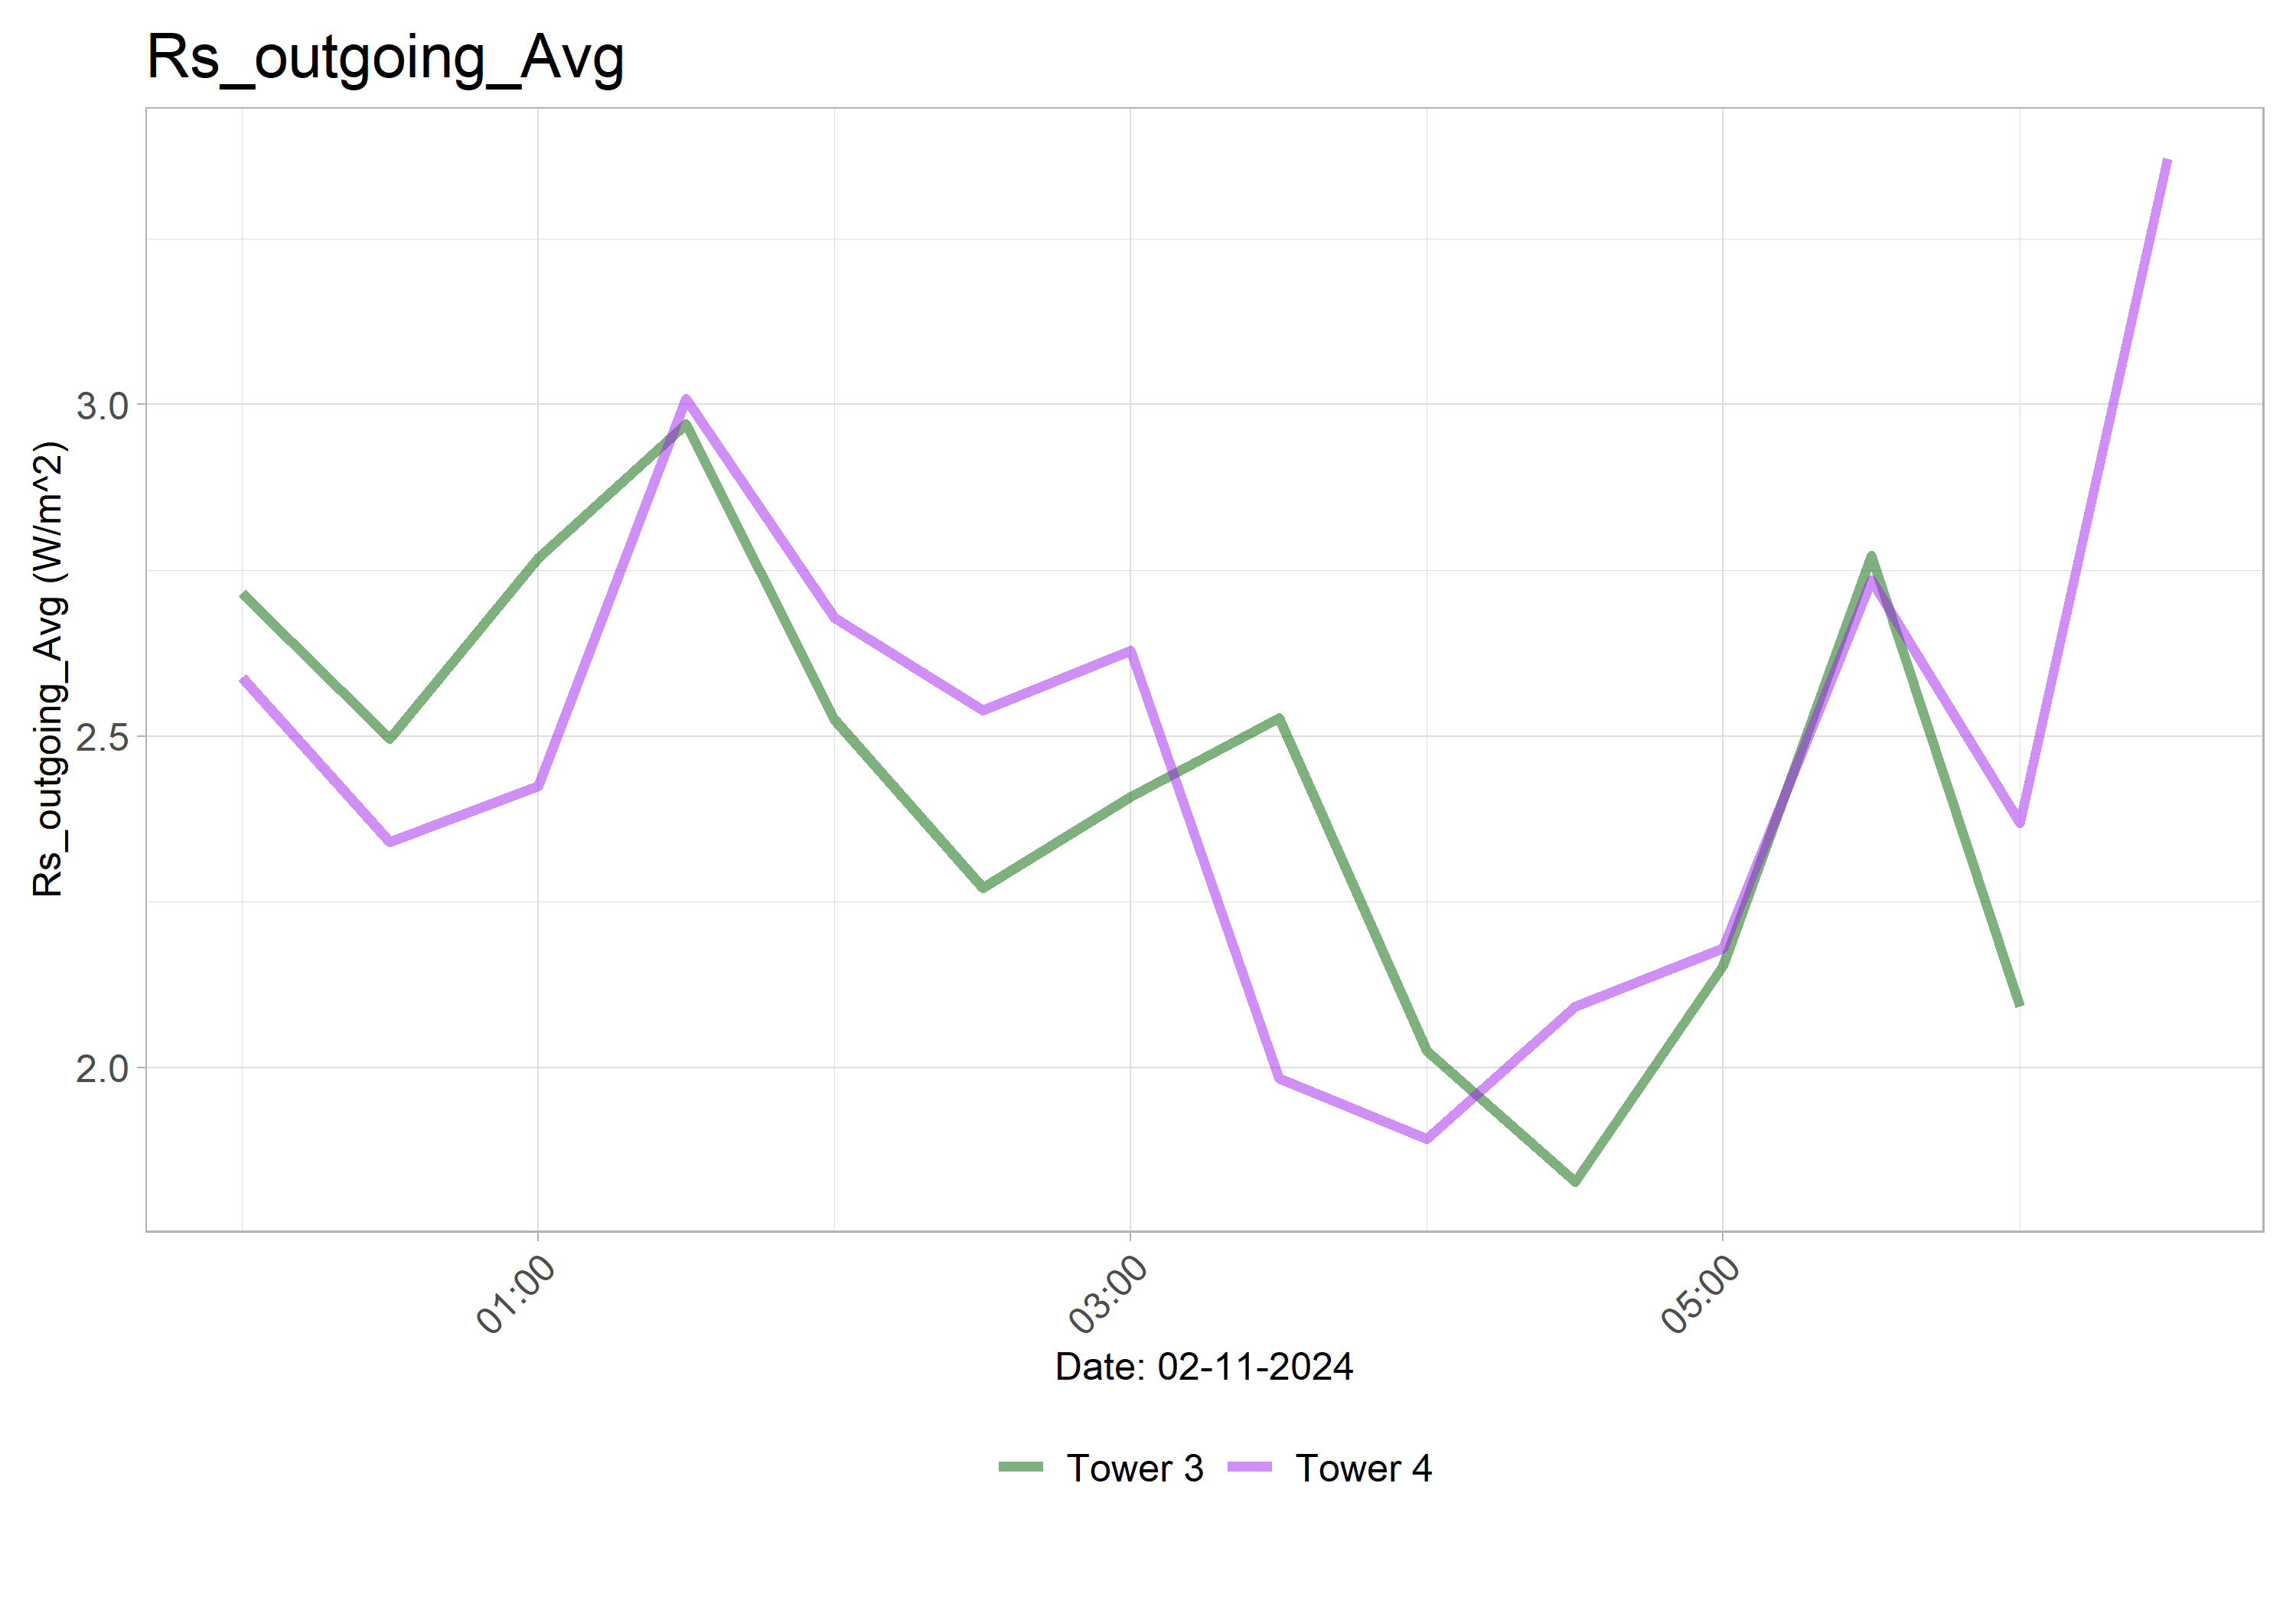 Rs_outgoing_Avg
Rs_outgoing_Avg (W/m^2)
3.0
2.5
2.0
01:00
03:00
05:00
Date: 02-11-2024
Tower 3
Tower 4